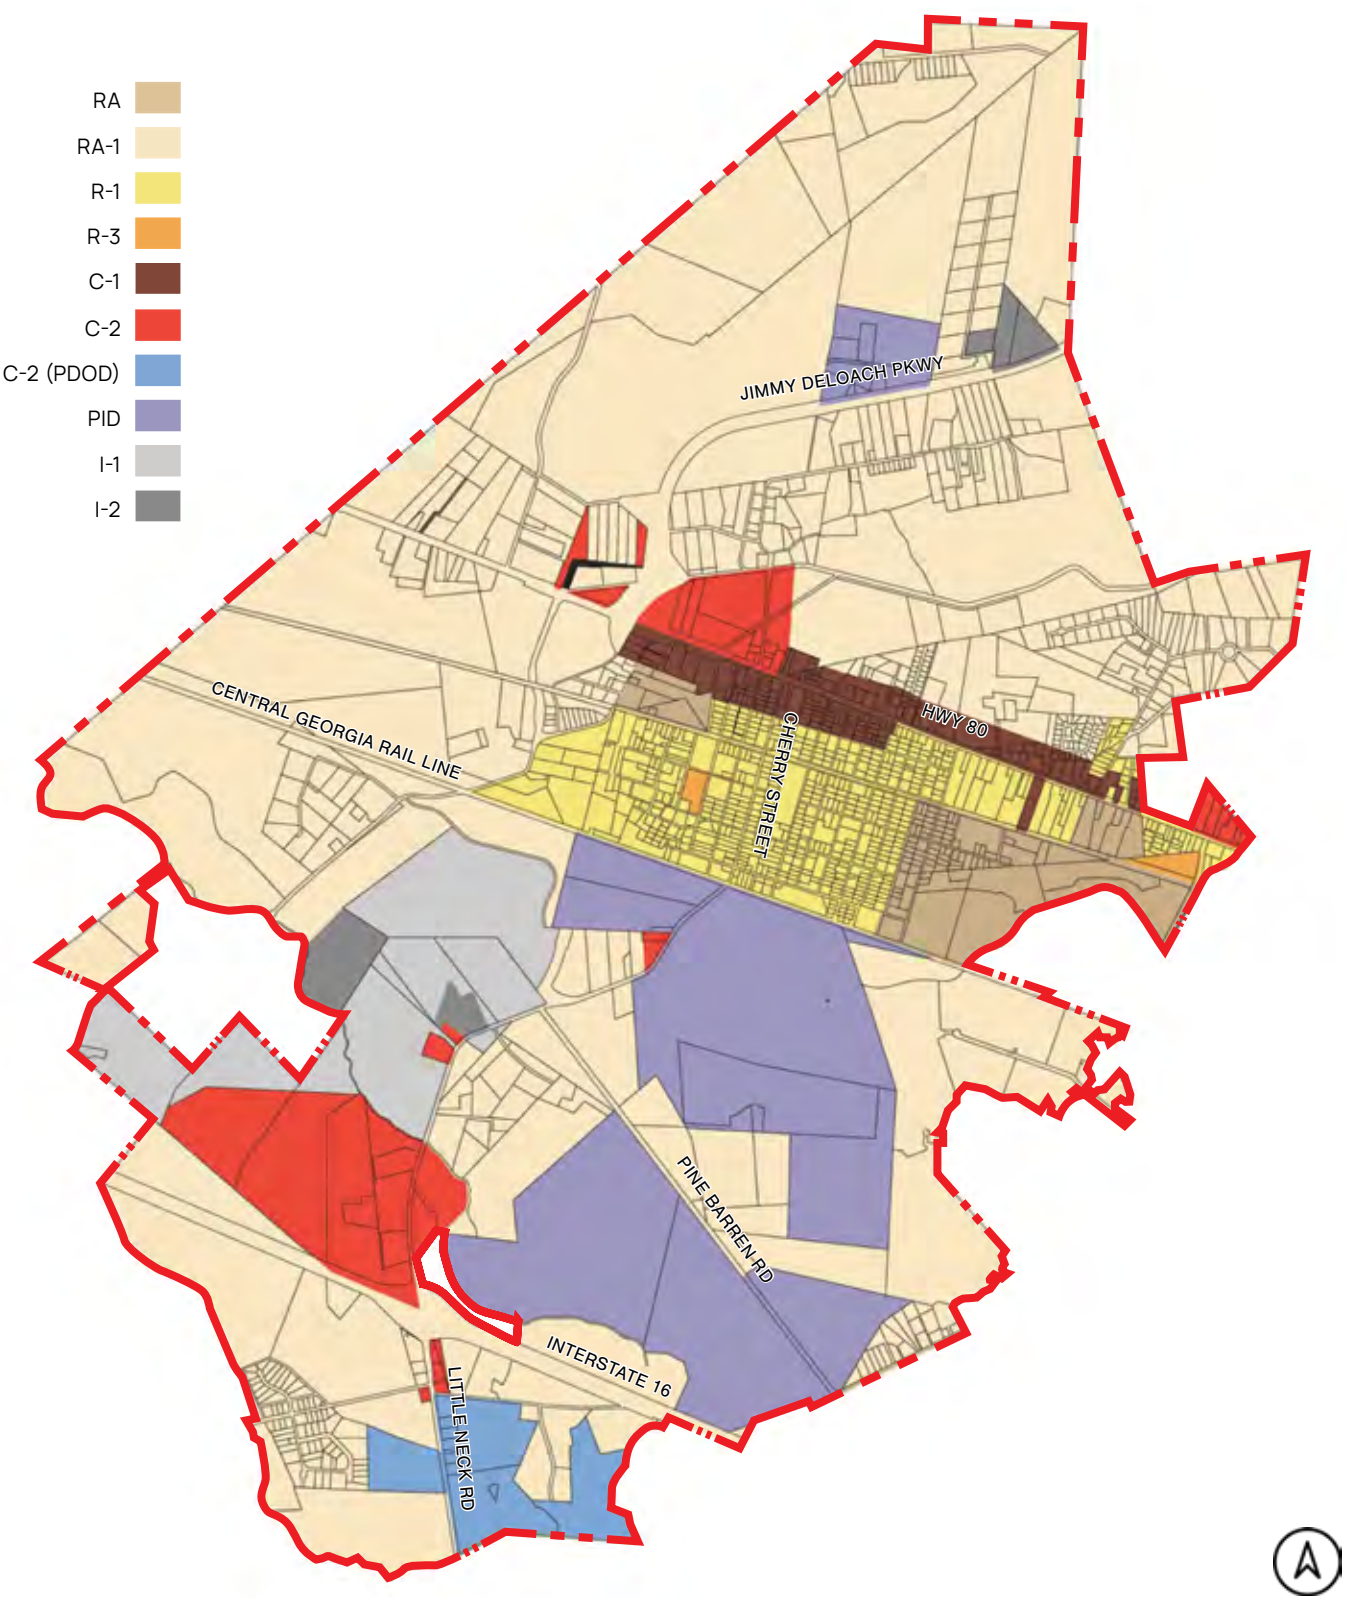 RA
RA-1
R-1
R-3
C-1
C-2
C-2 (PDOD)
PID
I-1
I-2
JIMMY DELOACH PKWY
CENTRAL GEORGIA RAIL LINE
HWY 80
CHERRY STREET
PINE BARREN RD
INTERSTATE 16
LITTLE NECK RD